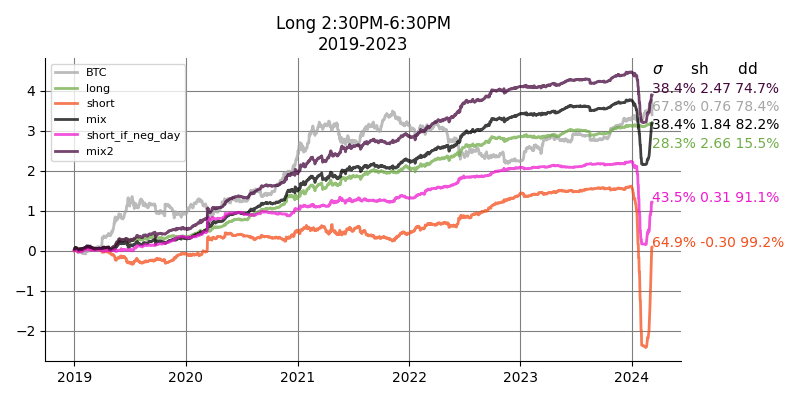 Long 2:30PM-6:30PM
2019-2023
BTC
long
short
mix
short_if_neg_day
mix2
σ sh dd
38.4% 2.47 74.7%
67.8% 0.76 78.4%
38.4% 1.84 82.2%
28.3% 2.66 15.5%
43.5% 0.31 91.1%
64.9% -0.30 99.2%
4
3
2
1
0
−1
−2
2019 2020 2021 2022 2023 2024